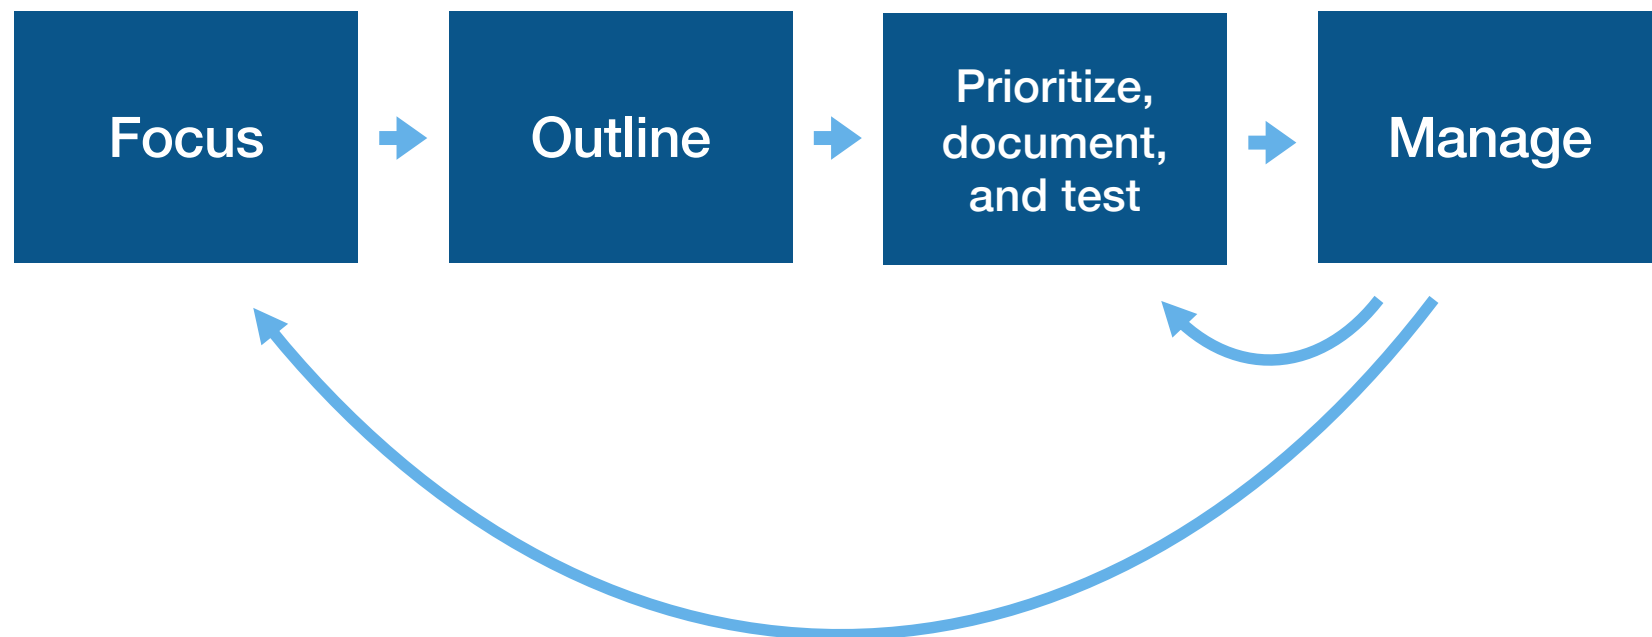 Focus
Outline
Prioritize,
document,
and test
Manage